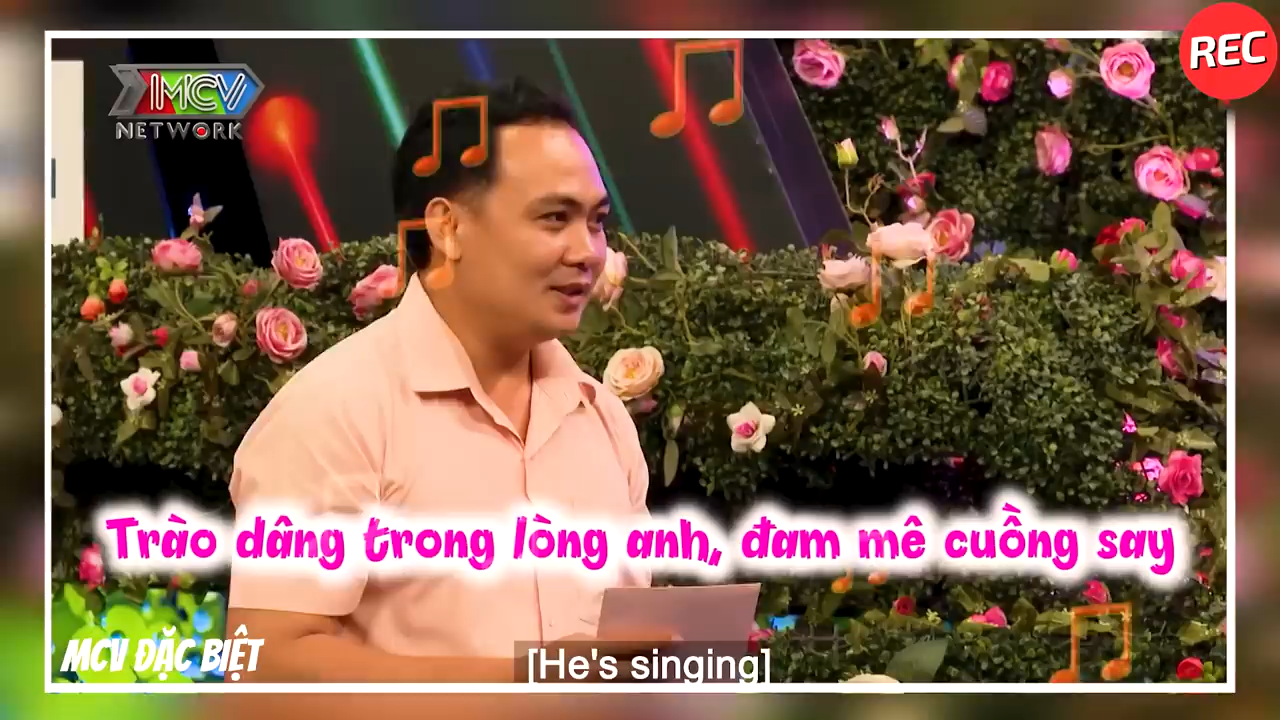 REC
MCV
NETWORK
Trào dâng trong lòng anh, đam mê cuồng say
MCV ĐẶC BIỆT
[He's singing]